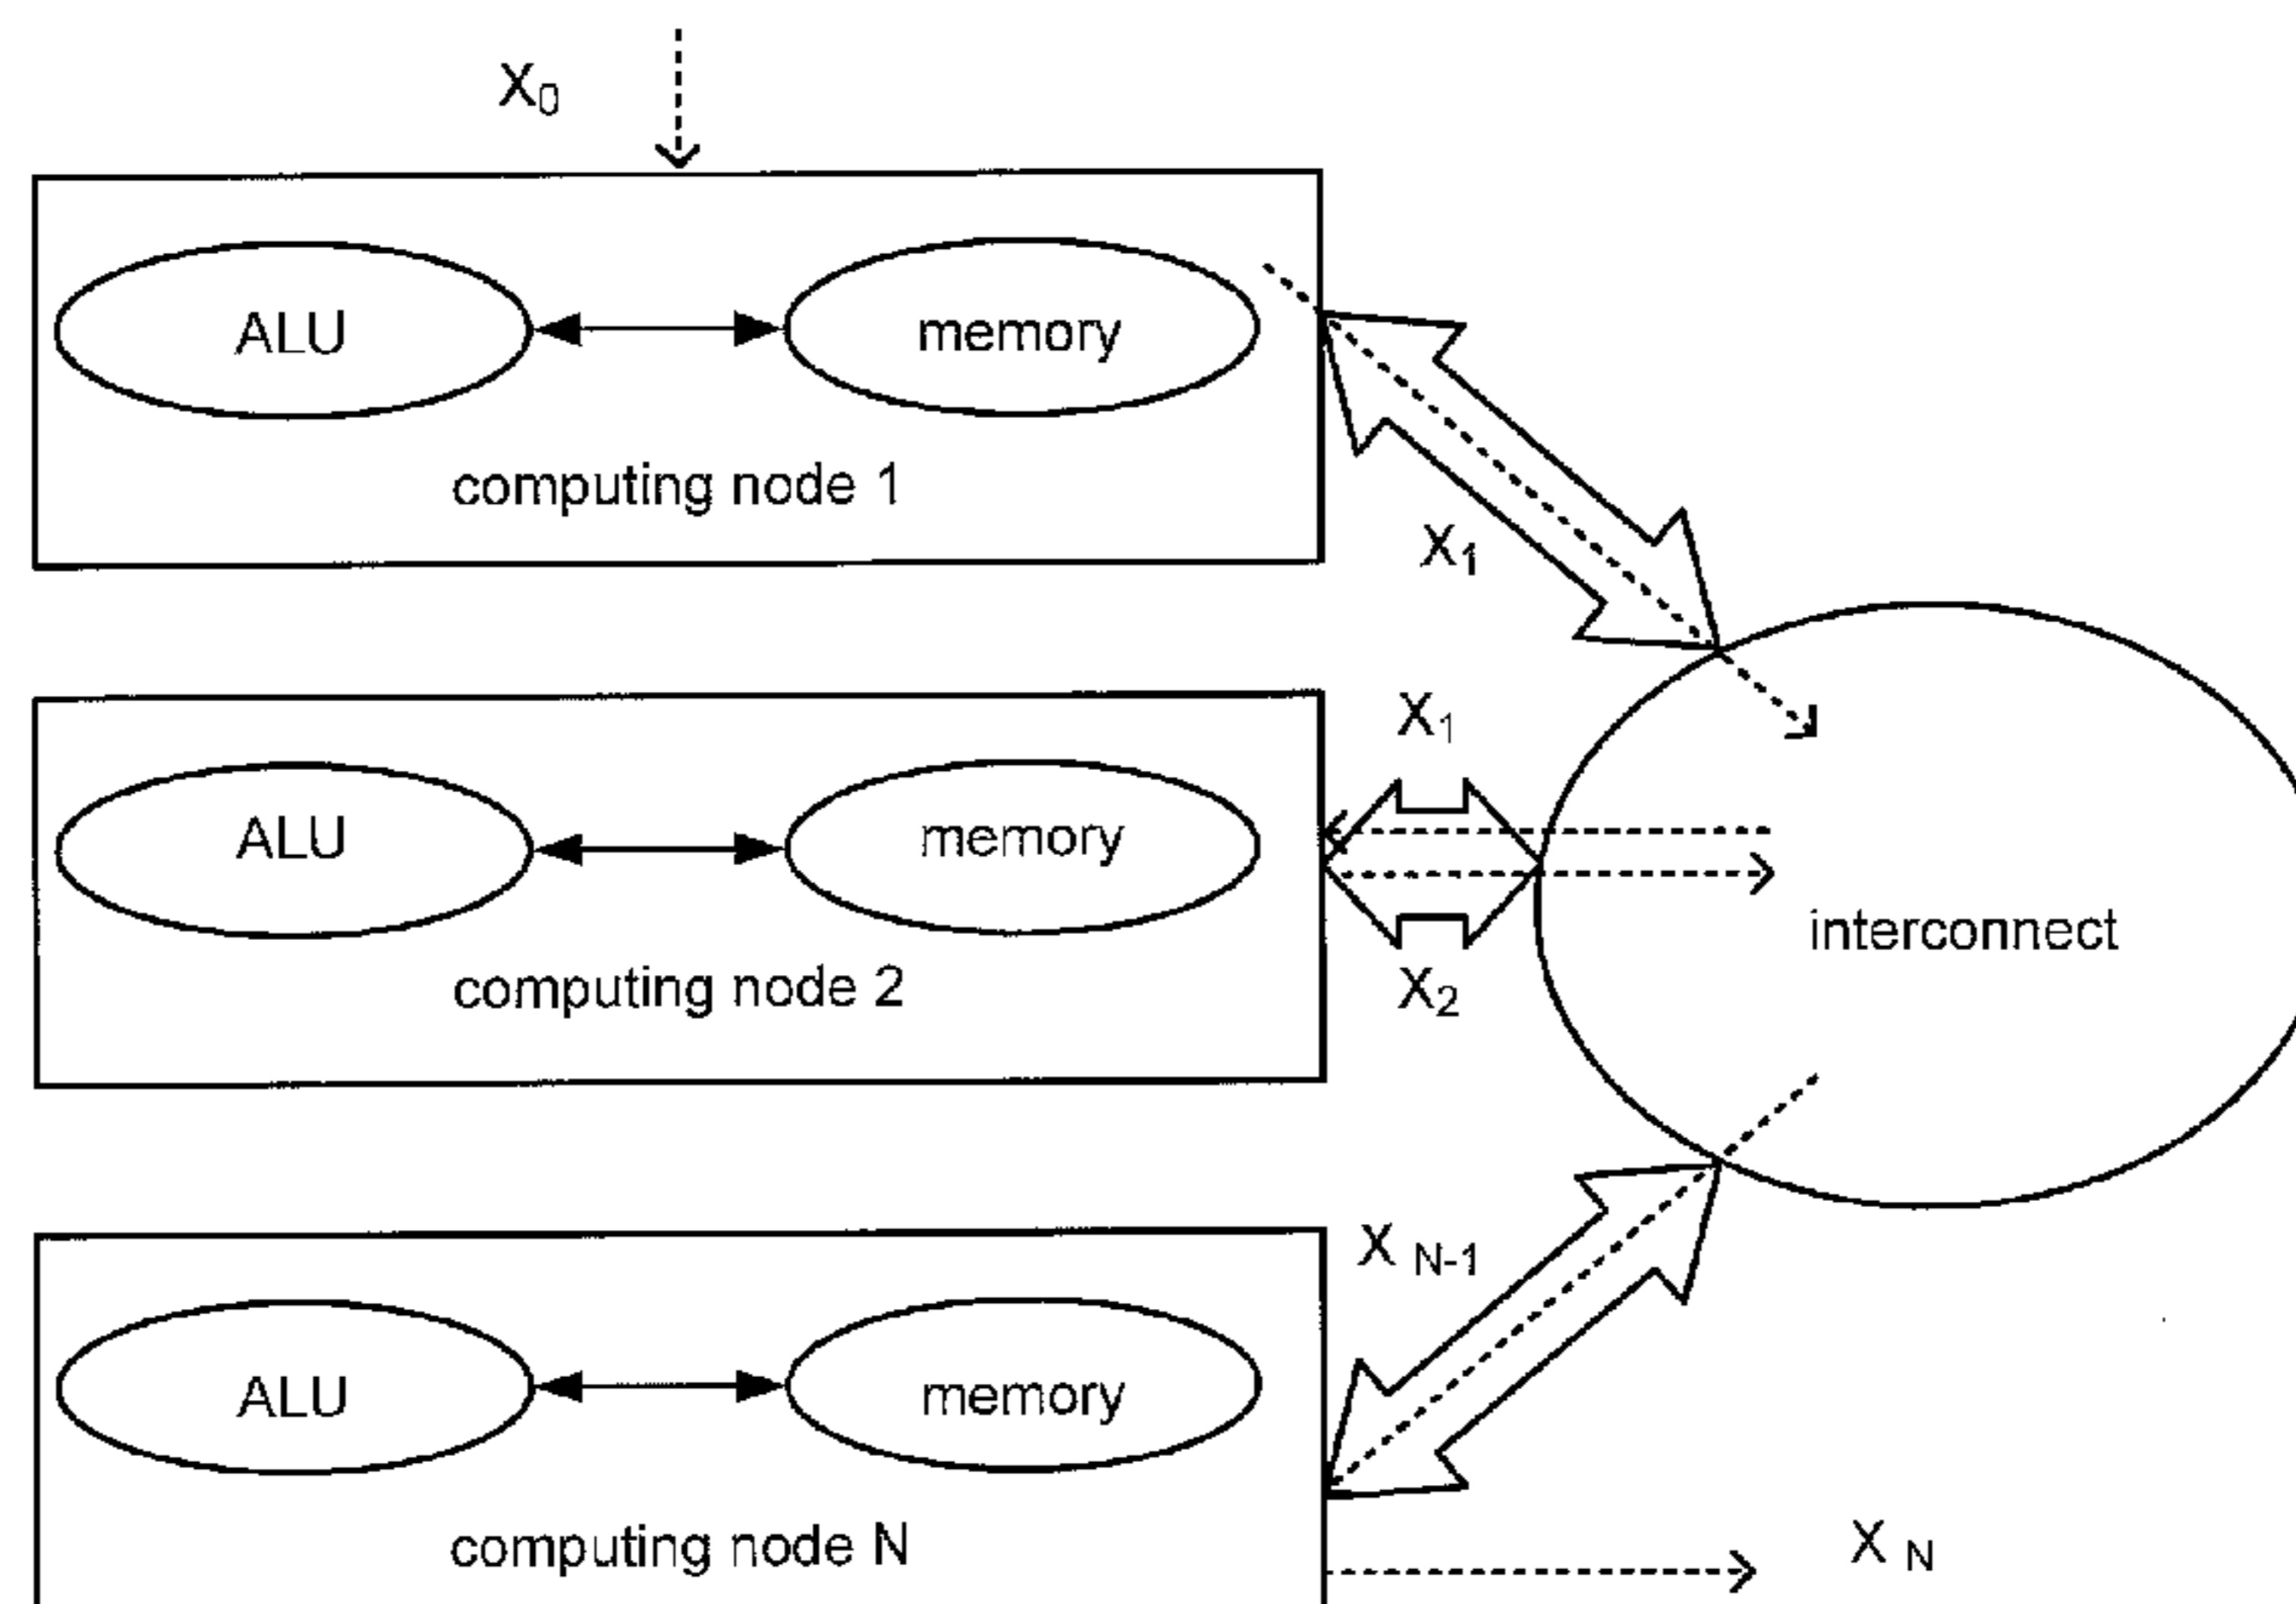 X0
ALU memory
computing node 1
X1
X1
ALU memory
X2
interconnect
computing node 2
X N-1
ALU memory
computing node N
X N